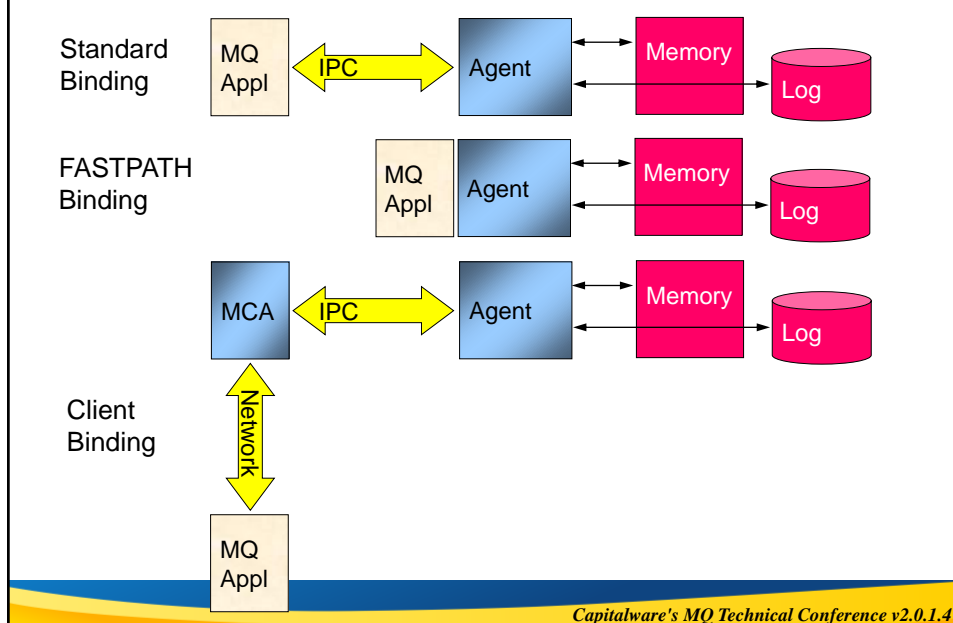 Standard
Binding
MQ
Appl
IPC
Agent
Memory
Log
FASTPATH
Binding
MQ
Appl
Agent
Memory
Log
MCA
IPC
Agent
Memory
Log
Client
Binding
Network
MQ
Appl
Capitalware's MQ Technical Conference v2.0.1.4